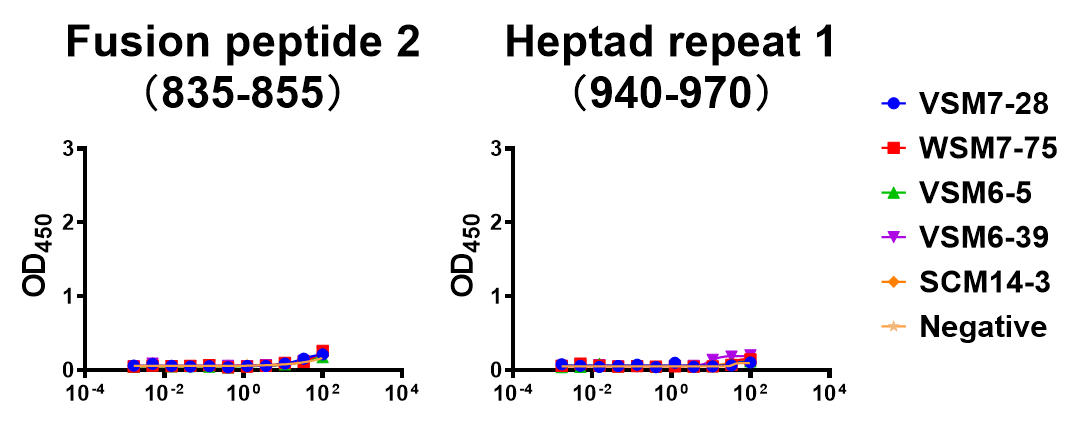 Fusion peptide 2
（835-855）
3
2
1
0
OD450
10-4
10-2
100
102
104
Heptad repeat 1
（940-970）
3
2
1
0
OD450
10-4
10-2
100
102
104
VSM7-28
WSM7-75
VSM6-5
VSM6-39
SCM14-3
Negative